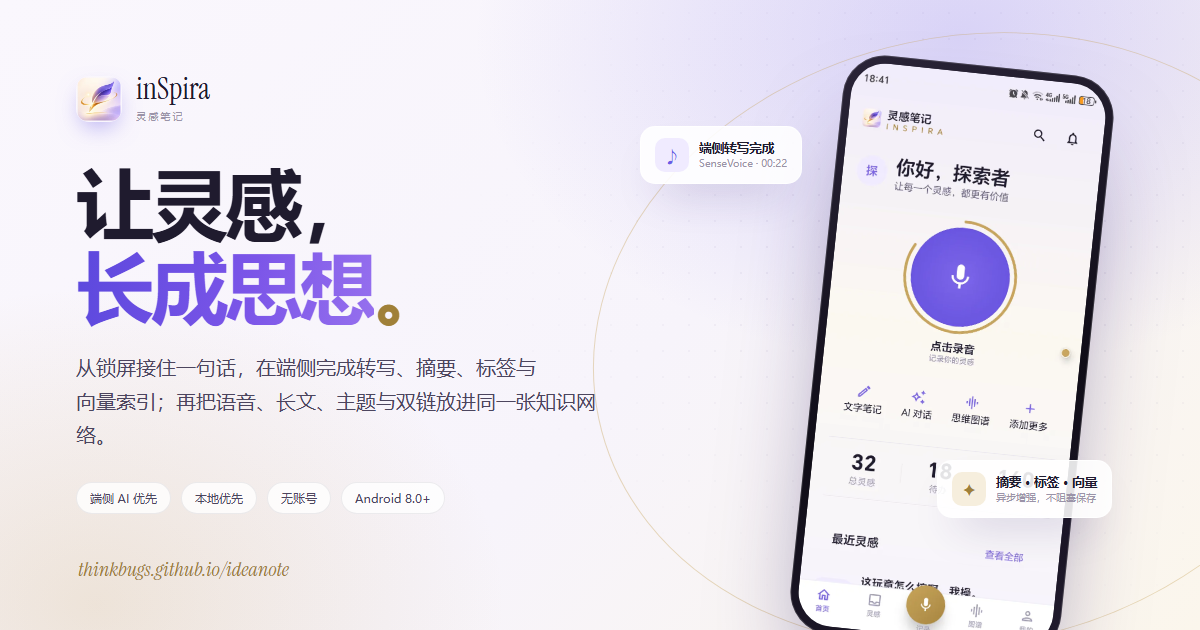 inSpira
灵感笔记
让灵感，
长成思想。
从锁屏接住一句话，在端侧完成转写、摘要、标签与
向量索引；再把语音、长文、主题与双链放进同一张知识网
络。
端侧 AI 优先
本地优先
无账号
Android 8.0+
thinkbugs.github.io/ideanote
端侧转写完成
SenseVoice · 00:22
18:41
灵感笔记
INSPIRA
探
你好，探索者
让每一个灵感，都更有价值
点击录音
记录你的灵感
文字笔记
AI 对话
思维图谱
添加更多
32
总灵感
18
待
摘要 • 标签 • 向量
异步增强，不阻塞保存
最近灵感
查看全部
首页
灵感
图谱